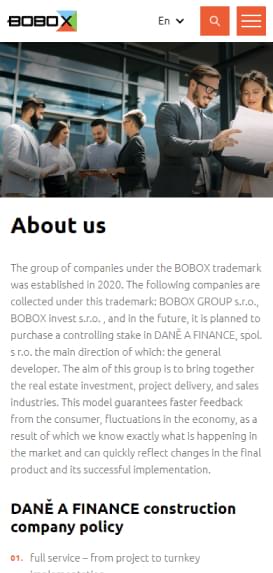 BOBOX
En
About us
The group of companies under the BOBOX trademark
was established in 2020. The following companies are
collected under this trademark: BOBOX GROUP s.r.o.,
BOBOX invest s.r.o. , and in the future, it is planned to
purchase a controlling stake in DANĚ A FINANCE, spol.
s r.o. the main direction of which: the general
developer. The aim of this group is to bring together
the real estate investment, project delivery, and sales
industries. This model guarantees faster feedback
from the consumer, fluctuations in the economy, as a
result of which we know exactly what is happening in
the market and can quickly reflect changes in the final
product and its successful implementation.
DANĚ A FINANCE construction
company policy
01. full service – from project to turnkey
implementation